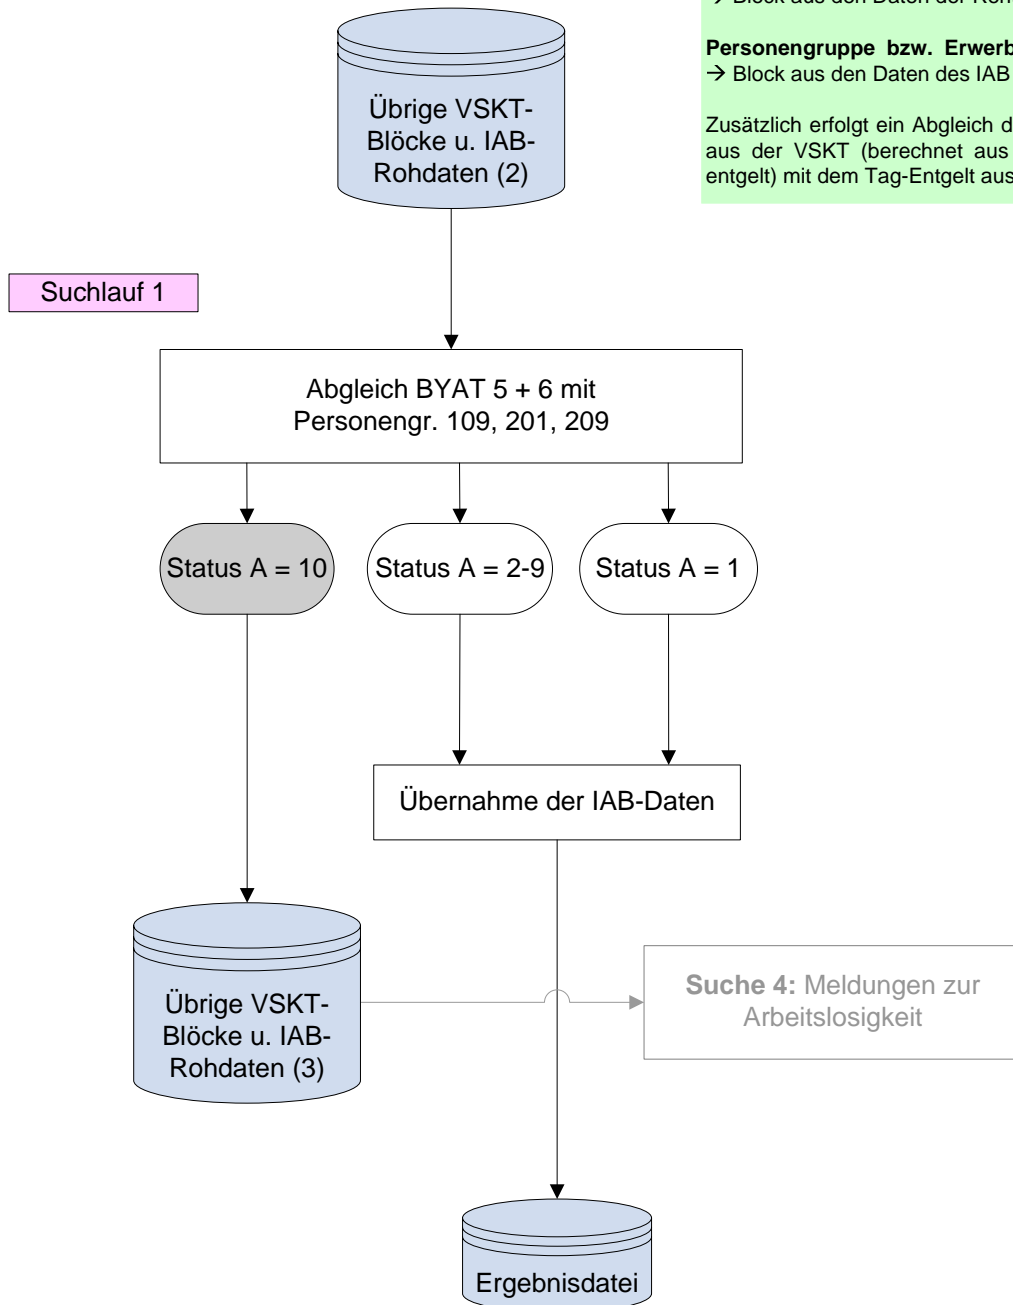 Block aus den Daten der
Personengruppe bzw.
→ Block aus den Daten des IAB
Zusätzlich erfolgt ein Abgleich
aus der VSKT (berechnet aus
entgelt) mit dem Tag-Entgelt aus
Übrige VSKT-
Blöcke u. IAB-
Rohdaten (2)
Suchlauf 1
Abgleich BYAT 5 + 6 mit
Personengr. 109, 201, 209
Status A = 10
Status A = 2-9
Status A = 1
Übernahme der IAB-Daten
Übrige VSKT-
Blöcke u. IAB-
Rohdaten (3)
Suche 4: Meldungen zur
Arbeitslosigkeit
Ergebnisdatei